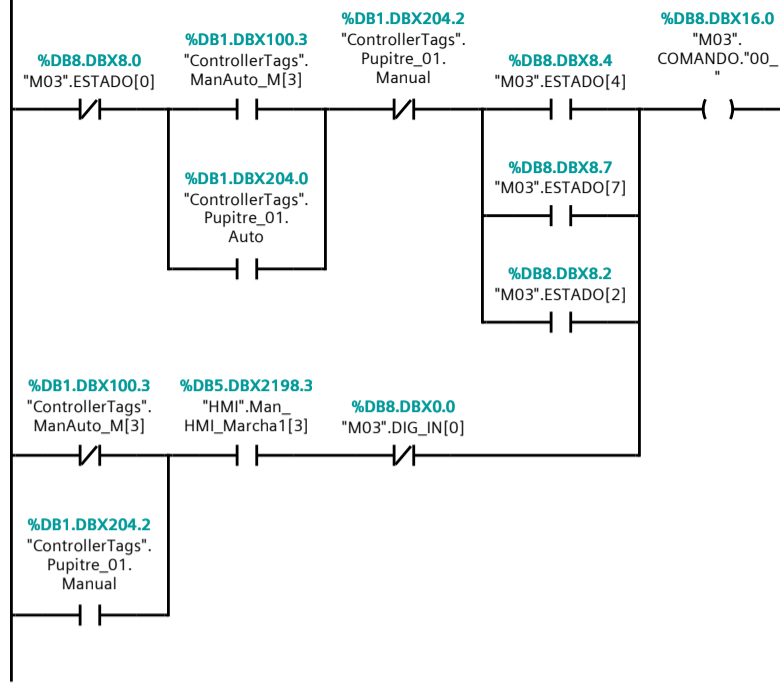 %DB8.DBX8.0
"M03".ESTADO[0]
%DB1.DBX100.3
"ControllerTags".
ManAuto_M[3]
%DB1.DBX204.2
"ControllerTags".
Pupitre_01.
Manual
%DB8.DBX8.4
"M03".ESTADO[4]
%DB8.DBX16.0
"M03".
COMANDO."00_
"
%DB1.DBX204.0
"ControllerTags".
Pupitre_01.
Auto
%DB8.DBX8.7
"M03".ESTADO[7]
%DB8.DBX8.2
"M03".ESTADO[2]
%DB1.DBX100.3
"ControllerTags".
ManAuto_M[3]
%DB5.DBX2198.3
"HMI".Man_
HMI_Marcha1[3]
%DB8.DBX0.0
"M03".DIG_IN[0]
%DB1.DBX204.2
"ControllerTags".
Pupitre_01.
Manual